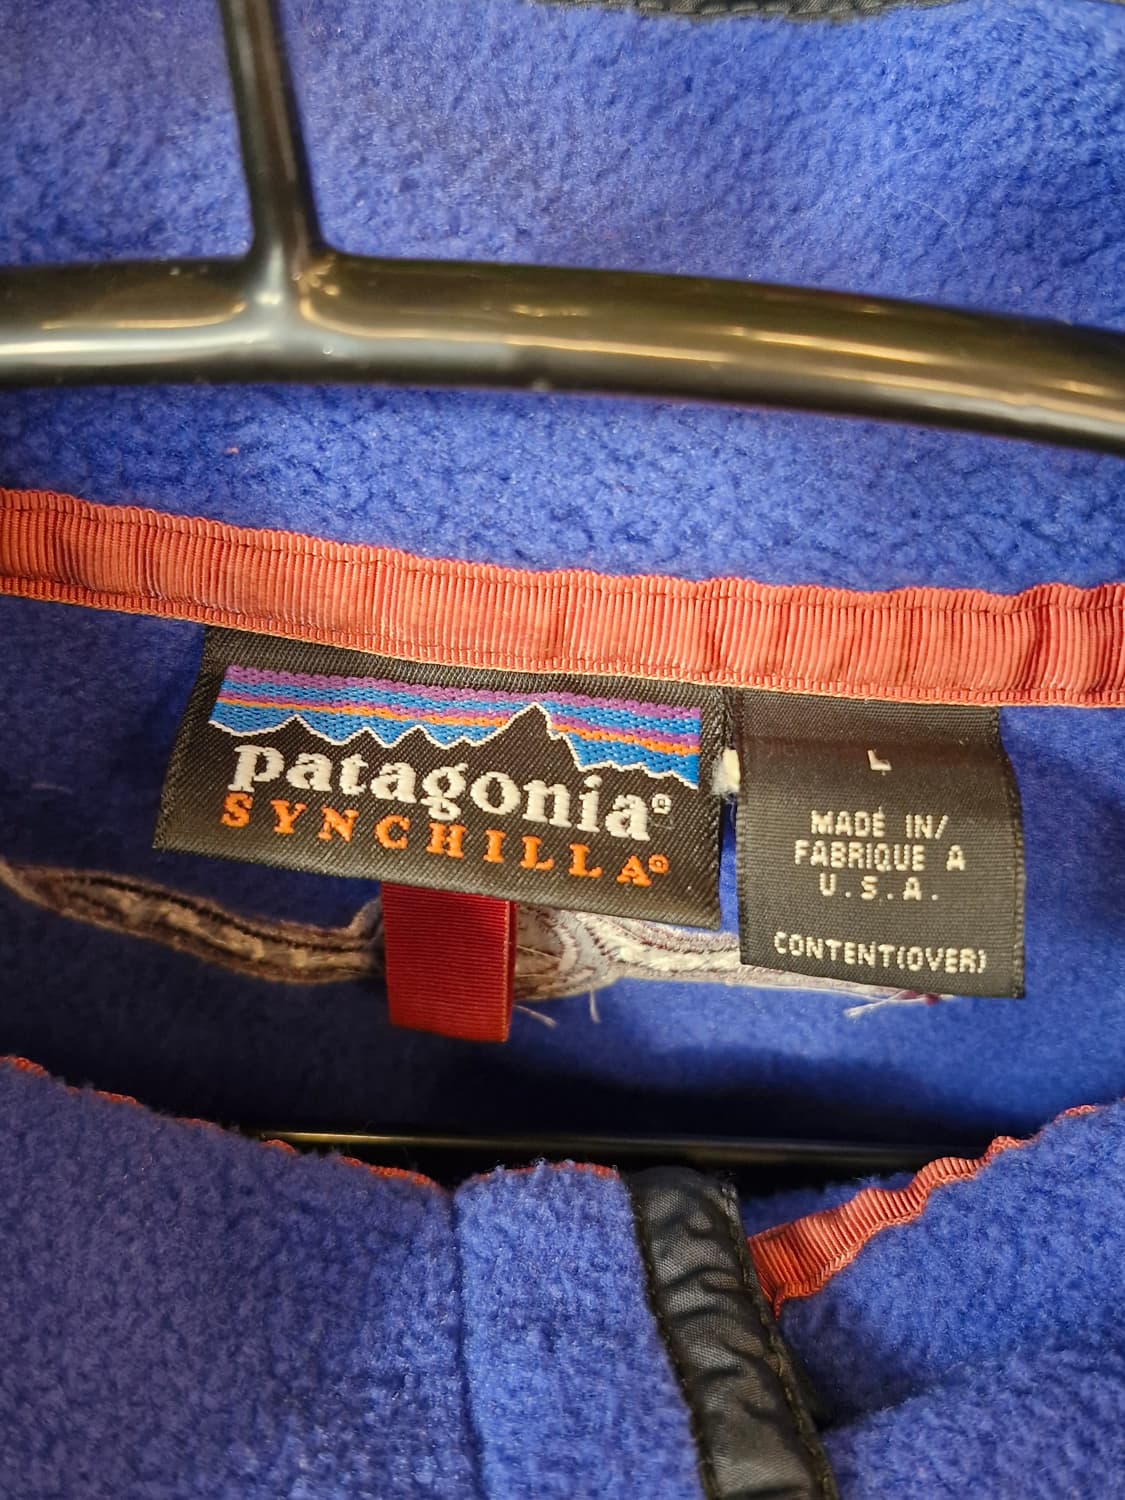 patagonia®
SYNCHILLA®
L
MADE IN/
FABRIQUE A
U.S.A.
CONTENT(OVER)